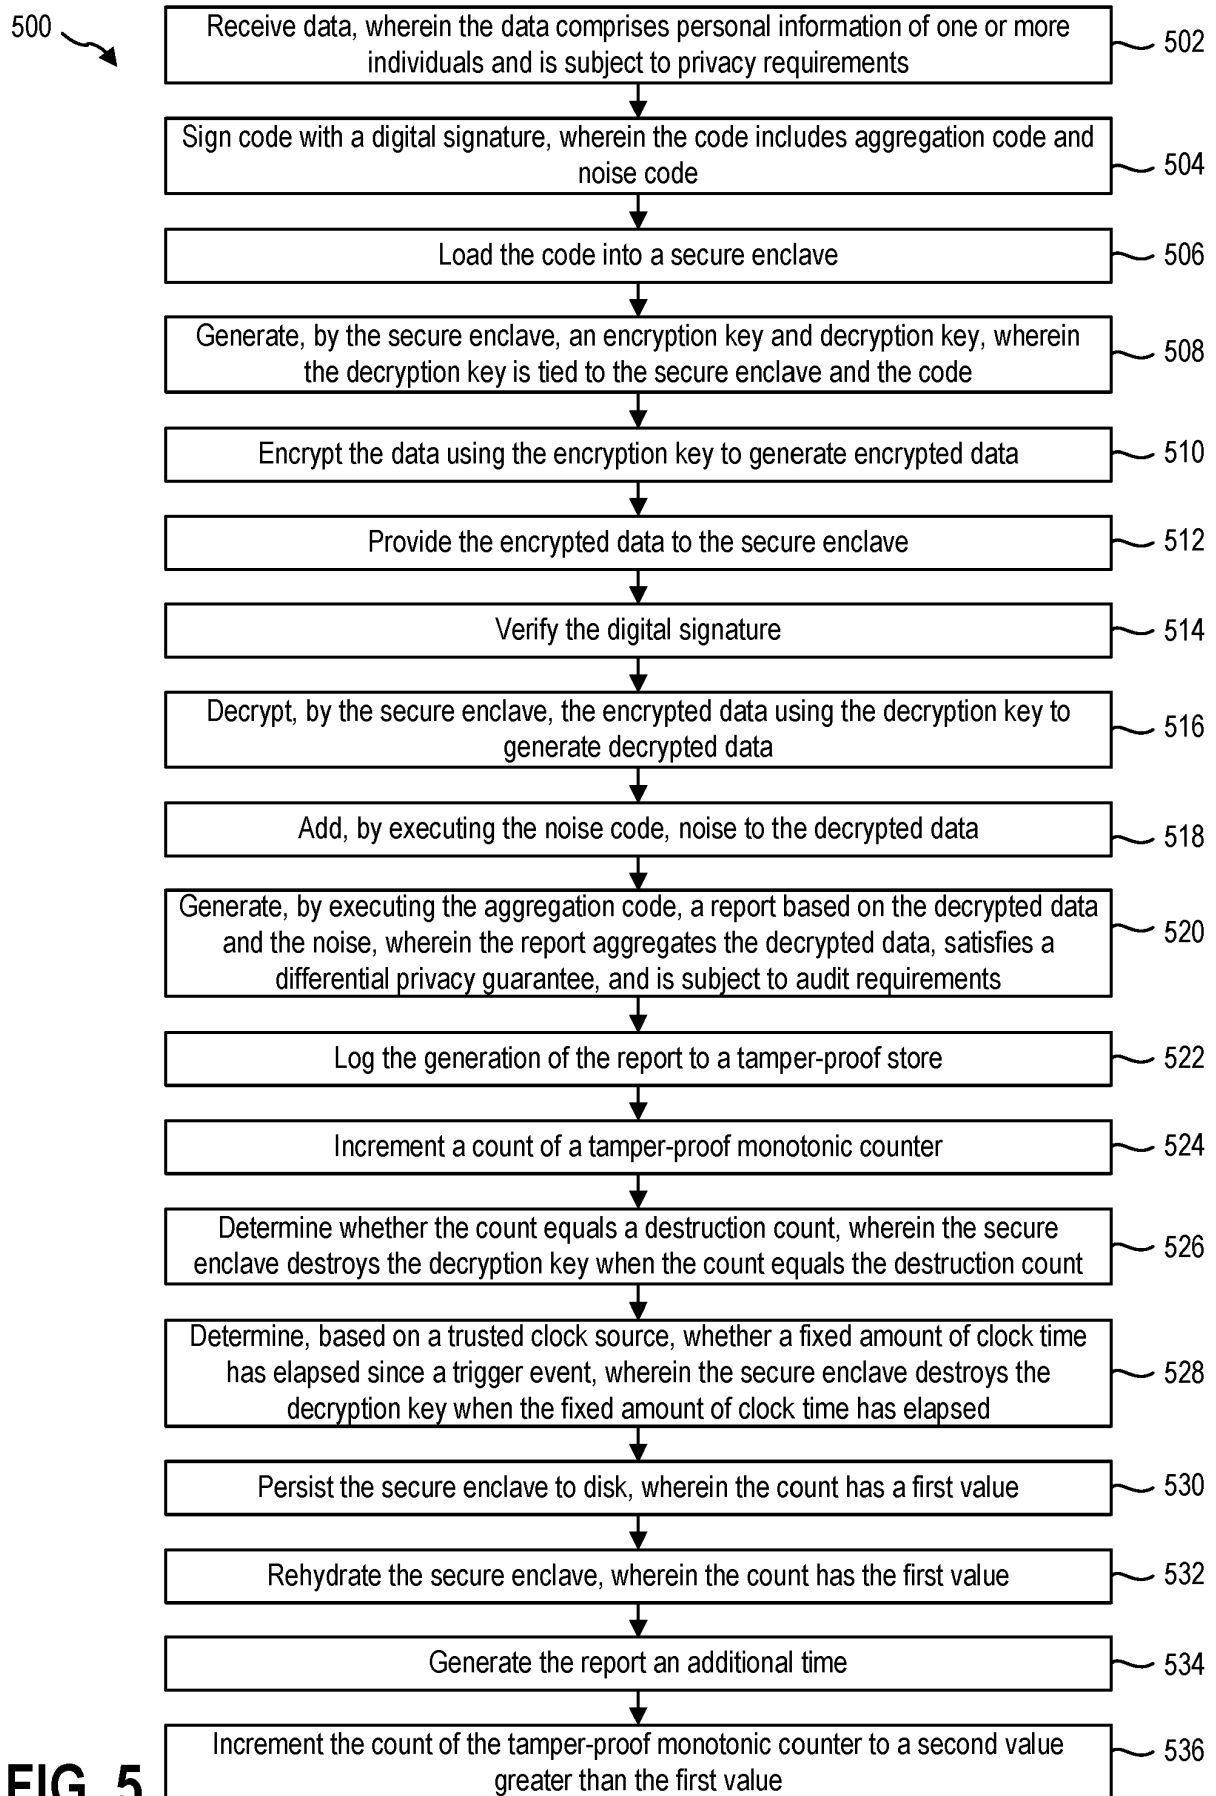 500
Receive data, wherein the data comprises personal information of one or more
individuals and is subject to privacy requirements
502
Sign code with a digital signature, wherein the code includes aggregation code and
noise code
504
Load the code into a secure enclave
506
Generate, by the secure enclave, an encryption key and decryption key, wherein
the decryption key is tied to the secure enclave and the code
508
Encrypt the data using the encryption key to generate encrypted data
510
Provide the encrypted data to the secure enclave
512
Verify the digital signature
514
Decrypt, by the secure enclave, the encrypted data using the decryption key to
generate decrypted data
516
Add, by executing the noise code, noise to the decrypted data
518
Generate, by executing the aggregation code, a report based on the decrypted data
and the noise, wherein the report aggregates the decrypted data, satisfies a
differential privacy guarantee, and is subject to audit requirements
520
Log the generation of the report to a tamper-proof store
522
Increment a count of a tamper-proof monotonic counter
524
Determine whether the count equals a destruction count, wherein the secure
enclave destroys the decryption key when the count equals the destruction count
526
Determine, based on a trusted clock source, whether a fixed amount of clock time
has elapsed since a trigger event, wherein the secure enclave destroys the
decryption key when the fixed amount of clock time has elapsed
528
Persist the secure enclave to disk, wherein the count has a first value
530
Rehydrate the secure enclave, wherein the count has the first value
532
Generate the report an additional time
534
Increment the count of the tamper-proof monotonic counter to a second value
greater than the first value
536
FIG. 5